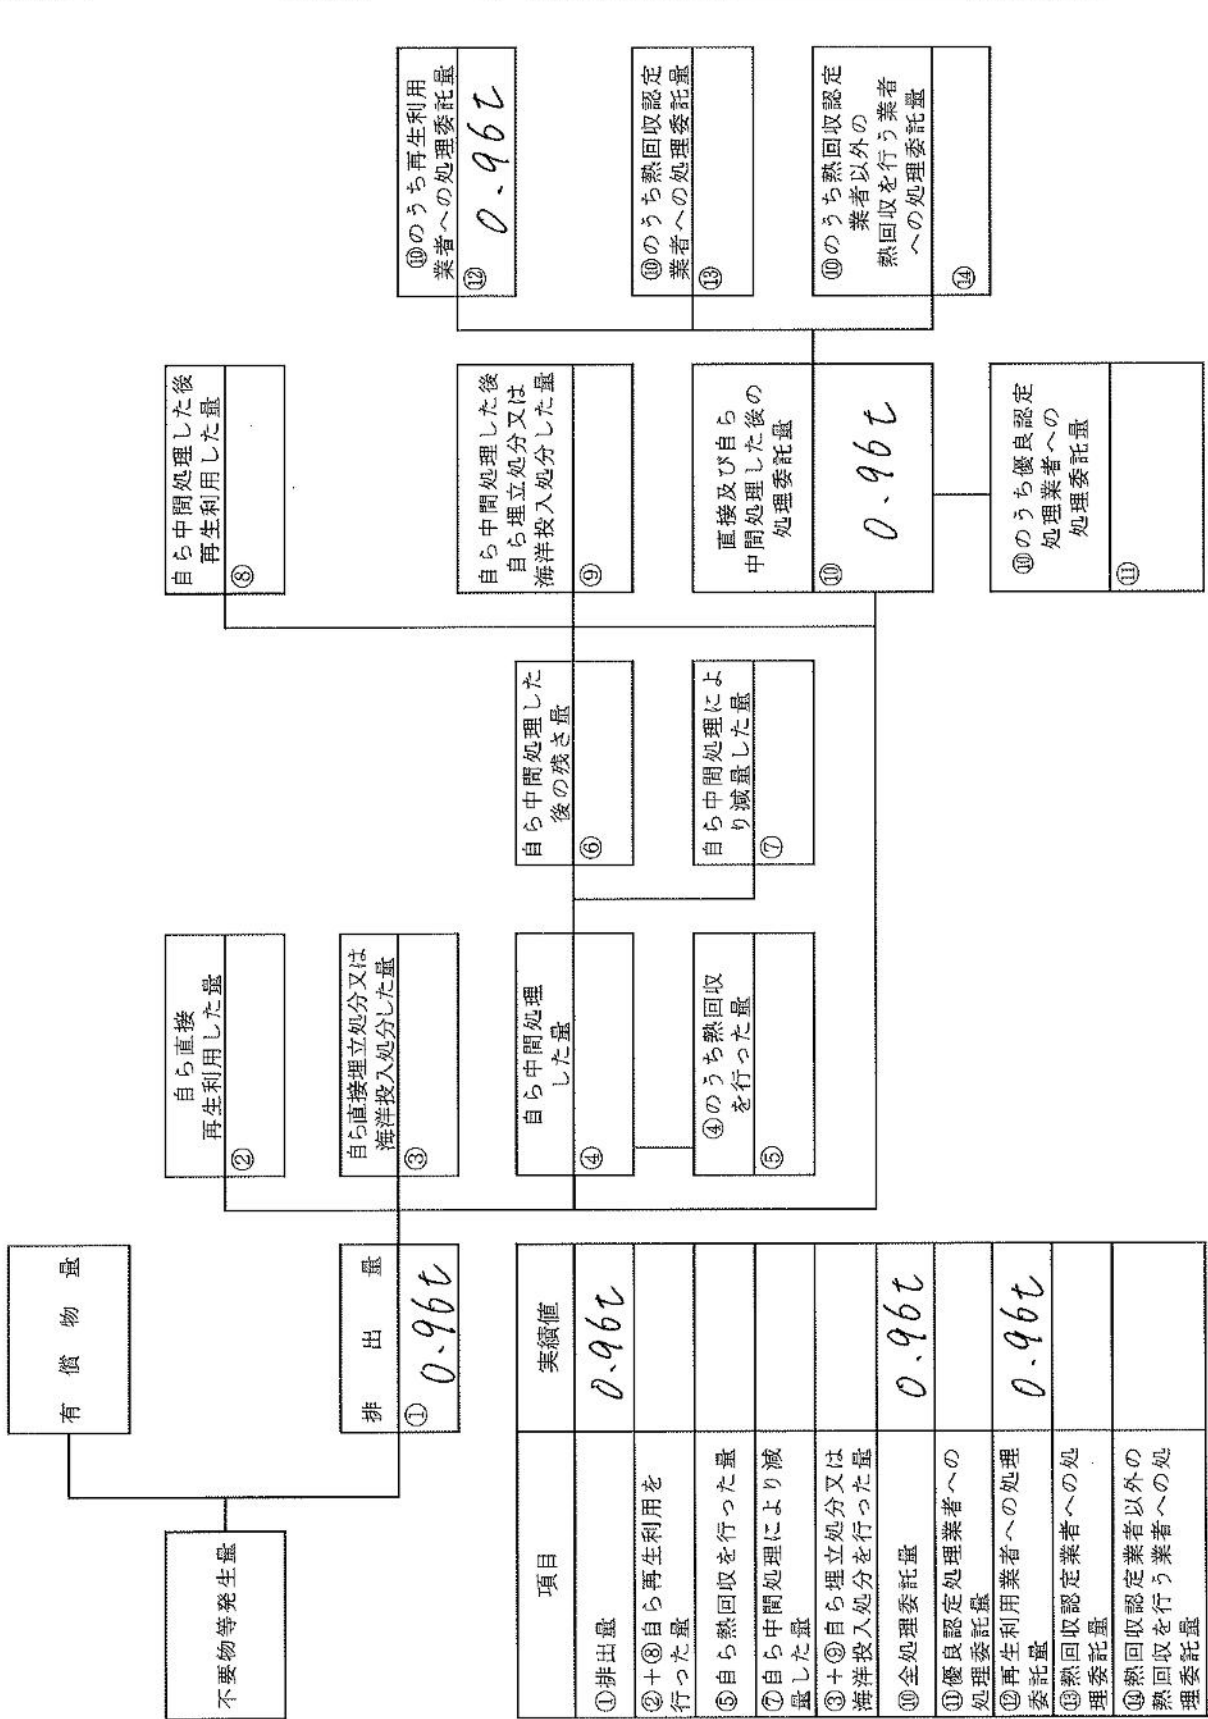 不要物等発生量
有償物量
排出量
①
0.96t
自ら直接
再生利用した量
②
自ら直接埋立処分又は
海洋投入処分した量
③
自ら中間処理
した量
④
④のうち熱回収
を行った量
⑤
自ら中間処理した
後の残さ量
⑥
自ら中間処理によ
り減量した量
⑦
自ら中間処理した後
再生利用した量
⑧
自ら中間処理した後
自ら埋立処分又は
海洋投入処分した量
⑨
直接及び自ら
中間処理した後の
処理委託量
⑩
0.96t
⑩のうち優良認定
処理業者への
処理委託量
⑪
⑩のうち再生利用
業者への処理委託量
⑫
0.96t
⑩のうち熱回収認定
業者への処理委託量
⑬
⑩のうち熱回収認定
業者以外の
熱回収を行う業者
への処理委託量
⑭
項目 実績値
①排出量 0.96t
②+⑧自ら再生利用を
行った量
⑤自ら熱回収を行った量
⑦自ら中間処理により減
量した量
③+⑨自ら埋立処分又は
海洋投入処分を行った量
⑩全処理委託量 0.96t
⑪優良認定処理業者への
処理委託量
⑫再生利用業者への処理
委託量 0.96t
⑬熱回収認定業者への処
理委託量
⑭熱回収認定業者以外の
熱回収を行う業者への処
理委託量